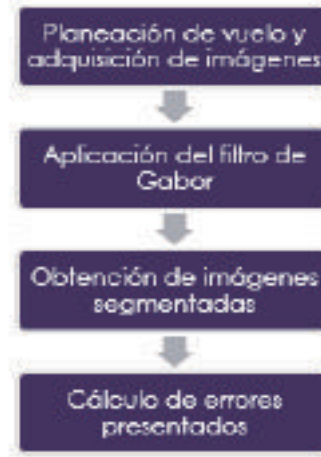 Planeación de vuelo y
adquisición de imágenes
Aplicación del filtro de
Gabor
Obtención de imágenes
segmentadas
Cálculo de errores
presentados